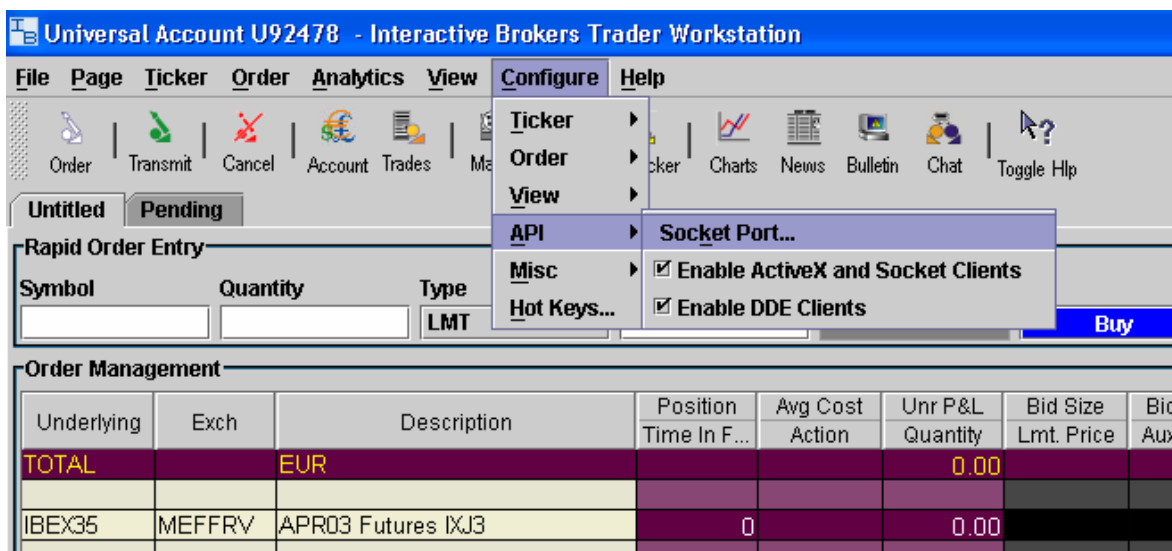 Universal Account U92478 - Interactive Brokers Trader Workstation
File Page Ticker Order Analytics View Configure Help
Order Transmit Cancel Account Trades Charts News Bulletin Chat Toggle Hlp
Ticker
Order
View
API
Misc
Hot Keys...
Socket Port...
Enable ActiveX and Socket Clients
Enable DDE Clients
Untitled Pending
Rapid Order Entry
Symbol Quantity Type
LMT Buy
Order Management
Underlying Exch Description Position Avg Cost Unr P&L Bid Size
Time In F... Action Quantity Lmt. Price
TOTAL EUR 0.00
IBEX35 MEFFRV APR03 Futures IXJ3 0 0.00